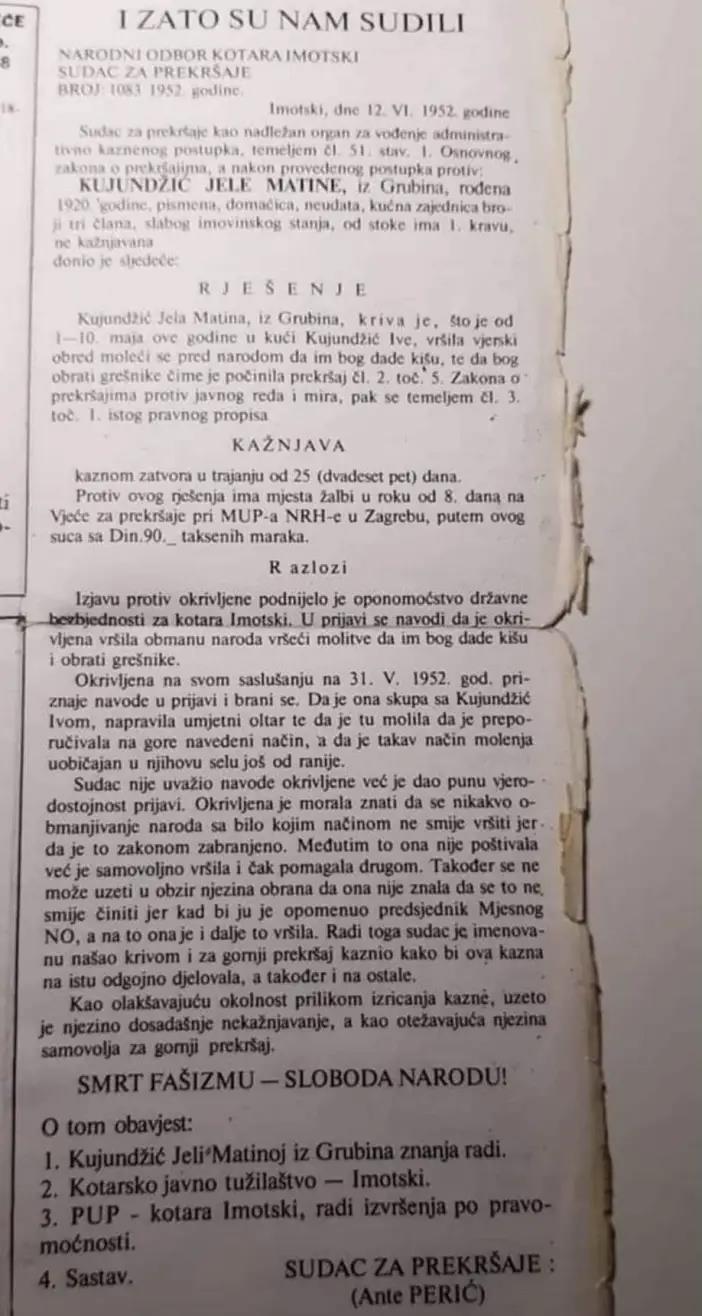 ĆE
8
I ZATO SU NAM SUDILI
NARODNI ODBOR KOTARA IMOTSKI
SUDAC ZA PREKRŠAJE
BROJ: 1083 1952. godine.
Imotski, dne 12. VI. 1952. godine
Sudac za prekršaje kao nadležan organ za vođenje administra-
tivno kaznenog postupka, temeljem čl. 51. stav. 1. Osnovnog
zakona o prekršajima, a nakon provedenog postupka protiv:
KUJUNDŽIĆ JELE MATINE, iz Grubina, rođena
1920. godine, pismena, domaćica, neudata, kućna zajednica bro-
ji tri člana, slabog imovinskog stanja, od stoke ima 1. kravu,
ne kažnjavana
donio je sljedeće:
R J E Š E N J E
Kujundžić Jela Matina, iz Grubina, kriva je, što je od
1—10. maja ove godine u kući Kujundžić Ive, vršila vjerski
obred moleći se pred narodom da im bog dade kišu, te da bog
obrati grešnike čime je počinila prekršaj čl. 2. toč. 5. Zakona o
prekršajima protiv javnog reda i mira, pak se temeljem čl. 3.
toč. 1. istog pravnog propisa
KAŽNJAVA
kaznom zatvora u trajanju od 25 (dvadeset pet) dana.
Protiv ovog rješenja ima mjesta žalbi u roku od 8. dana na
Vjeće za prekršaje pri MUP-a NRH-e u Zagrebu, putem ovog
suca sa Din.90._ taksenih maraka.
R azlozi
Izjavu protiv okrivljene podnijelo je oponomoćstvo državne
bezbjednosti za kotara Imotski. U prijavi se navodi da je okri-
vljena vršila obmanu naroda vršeći molitve da im bog dade kišu
i obrati grešnike.
Okrivljena na svom saslušanju na 31. V. 1952. god. pri-
znaje navode u prijavi i brani se. Da je ona skupa sa Kujundžić
Ivom, napravila umjetni oltar te da je tu molila da je prepo-
ručivala na gore navedeni način, a da je takav način molenja
uobičajan u njihovu selu još od ranije.
Sudac nije uvažio navode okrivljene već je dao punu vjero-
dostojnost prijavi. Okrivljena je morala znati da se nikakvo o-
bmanjivanje naroda sa bilo kojim načinom ne smije vršiti jer
da je to zakonom zabranjeno. Međutim to ona nije poštivala
već je samovoljno vršila i čak pomagala drugom. Također se ne
može uzeti u obzir njezina obrana da ona nije znala da se to ne
smije činiti jer kad bi ju je opomenuo predsjednik Mjesnog
NO, a na to ona je i dalje to vršila. Radi toga sudac je imenova-
nu našao krivom i za gornji prekršaj kaznio kako bi ova kazna
na istu odgojno djelovala, a također i na ostale.
Kao olakšavajuću okolnost prilikom izricanja kazne, uzeto
je njezino dosadašnje nekažnjavanje, a kao otežavajuća njezina
samovolja za gornji prekršaj.
SMRT FAŠIZMU — SLOBODA NARODU!
O tom obavjest:
1. Kujundžić Jeli Matinoj iz Grubina znanja radi.
2. Kotarsko javno tužilaštvo — Imotski.
3. PUP - kotara Imotski, radi izvršenja po pravo-
moćnosti.
4. Sastav.
SUDAC ZA PREKRŠAJE :
(Ante PERIĆ)